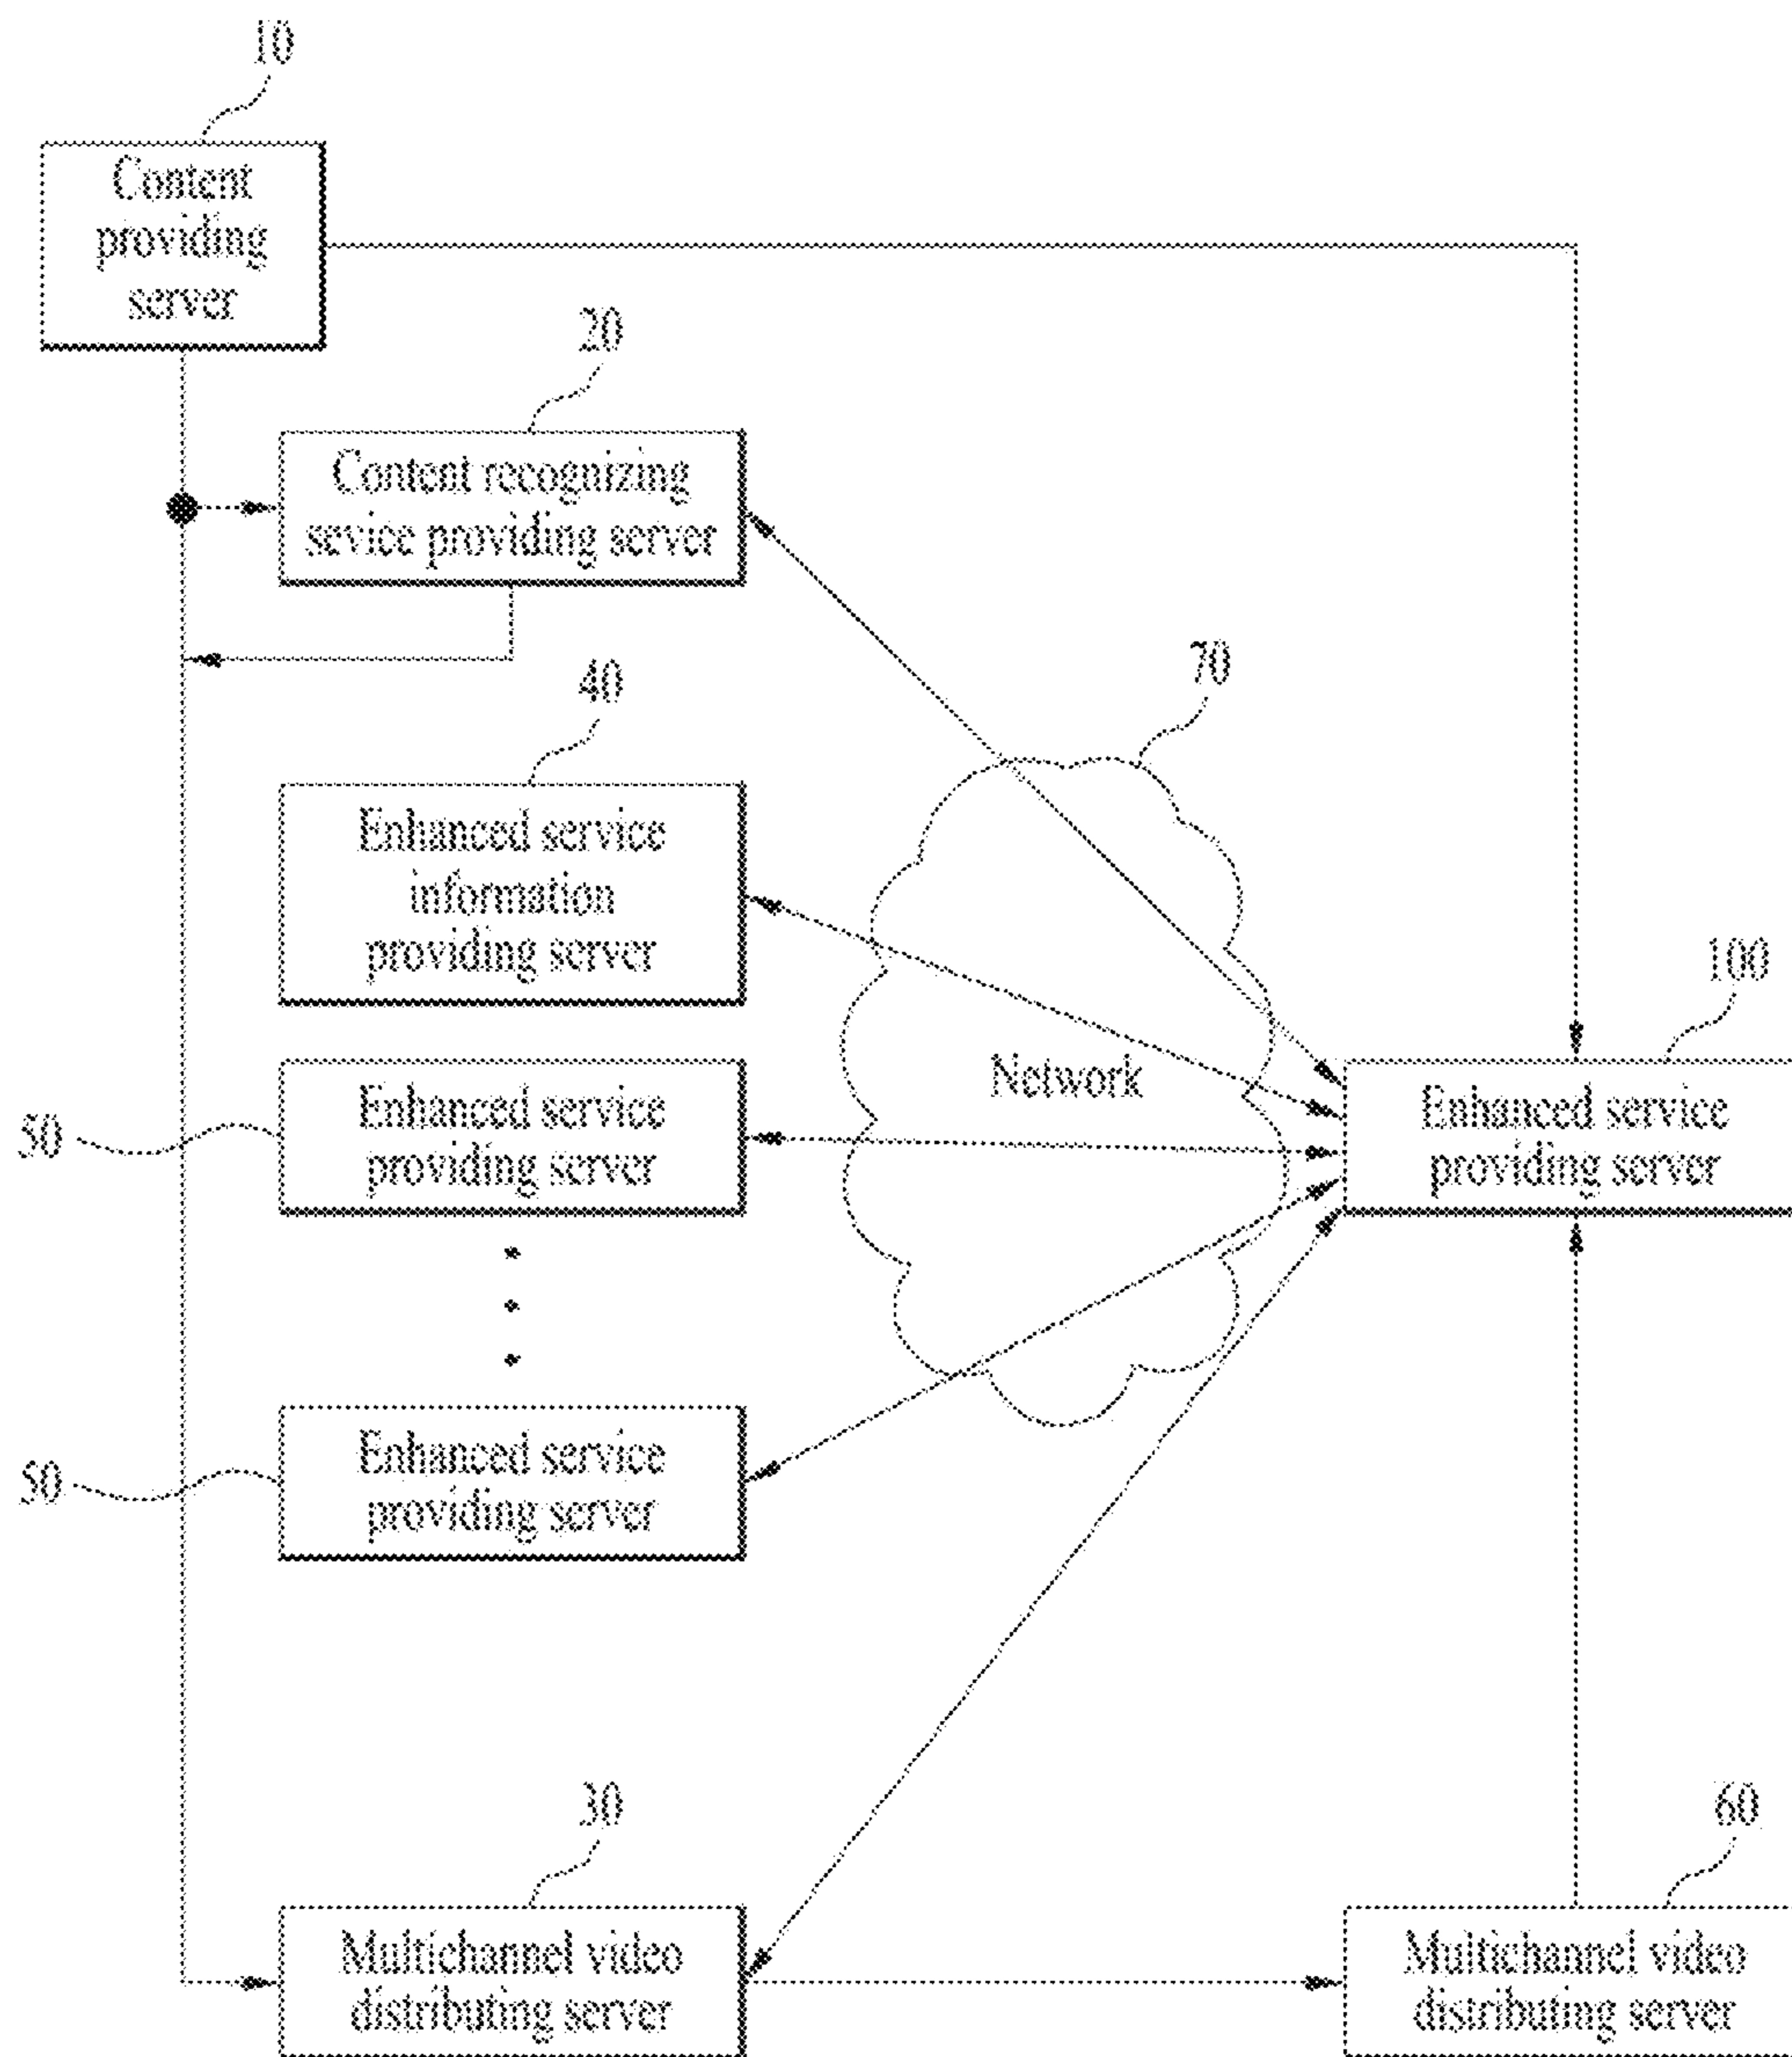 10
Content
providing
server
20
Content recognizing
sevice providing server
40
70
Enhanced service
information
providing server
100
Network
Enhanced service
providing server
50
Enhanced service
providing server
50
Enhanced service
providing server
30
60
Multichannel video
distributing server
Multichannel video
distributing server